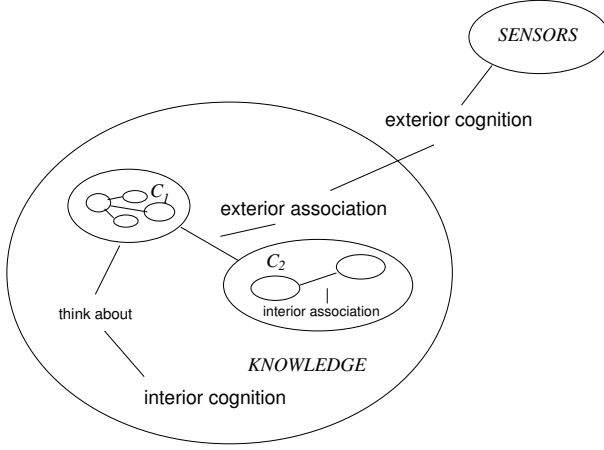 SENSORS
exterior cognition
C1
exterior association
C2
think about
interior association
KNOWLEDGE
interior cognition